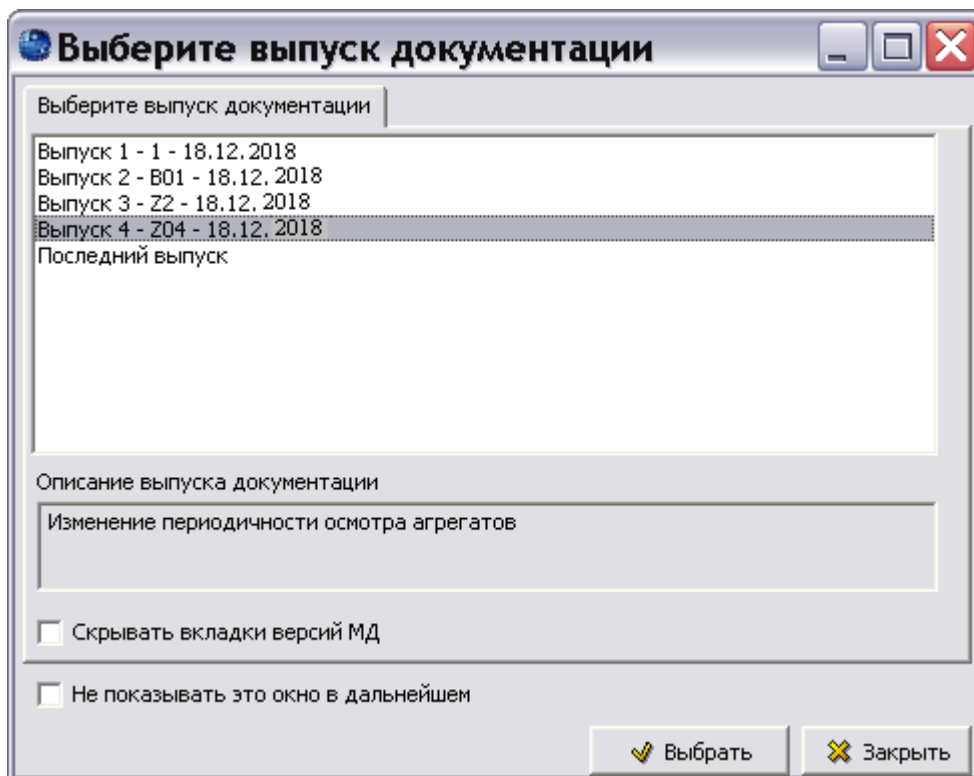 Выберите выпуск документации
Выберите выпуск документации
Выпуск 1 - 1 - 18.12.2018
Выпуск 2 - B01 - 18.12. 2018
Выпуск 3 - Z2 - 18.12. 2018
Выпуск 4 - Z04 - 18.12. 2018
Последний выпуск
Описание выпуска документации
Изменение периодичности осмотра агрегатов
Скрывать вкладки версий МД
Не показывать это окно в дальнейшем
Выбрать Закрыть